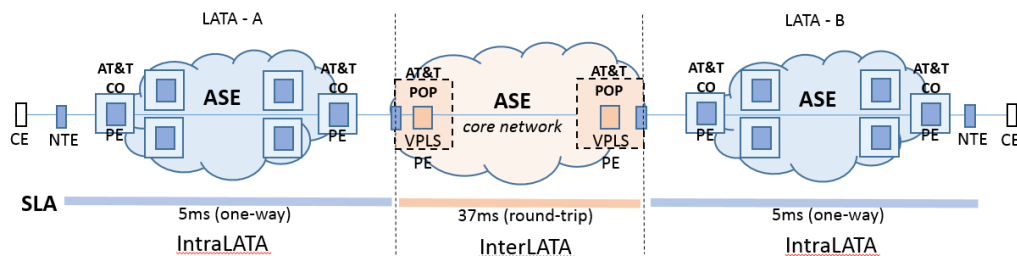 LATA - A
LATA - B
AT&T
CO
PE
ASE
AT&T
CO
PE
AT&T
POP
VPLS
PE
ASE
core network
AT&T
POP
VPLS
PE
AT&T
CO
PE
ASE
AT&T
CO
PE
CE
NTE
NTE
CE
SLA
5ms (one-way)
37ms (round-trip)
5ms (one-way)
IntraLATA
InterLATA
IntraLATA